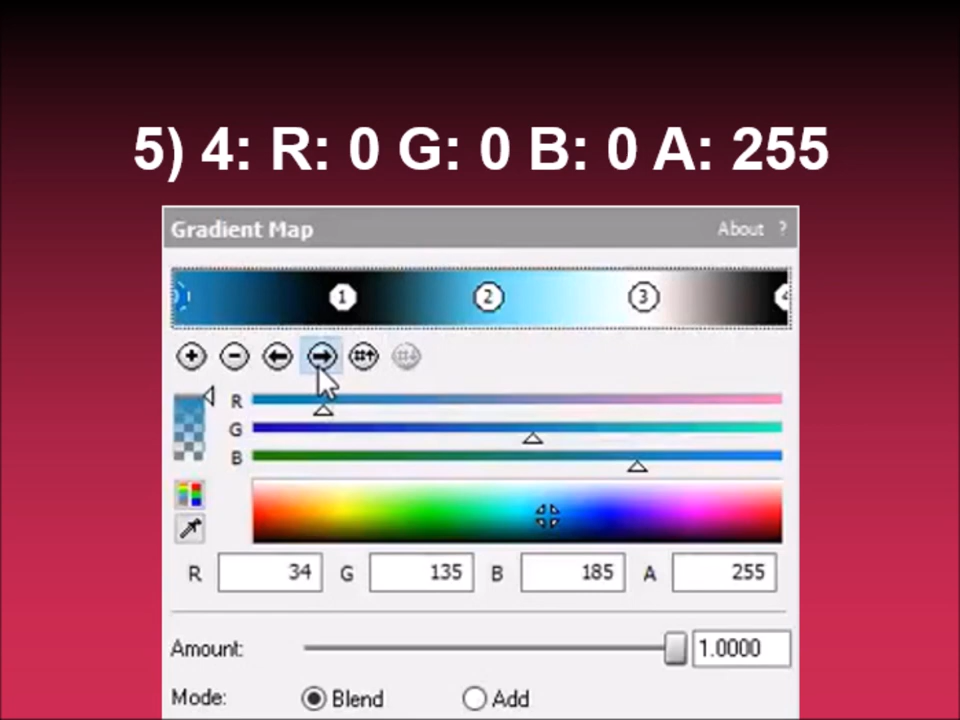 5) 4: R: 0 G: 0 B: 0 A: 255
Gradient Map About ?
1 2 3 4
R
G
B
R 34 G 135 B 185 A 255
Amount: 1.0000
Mode: Blend Add